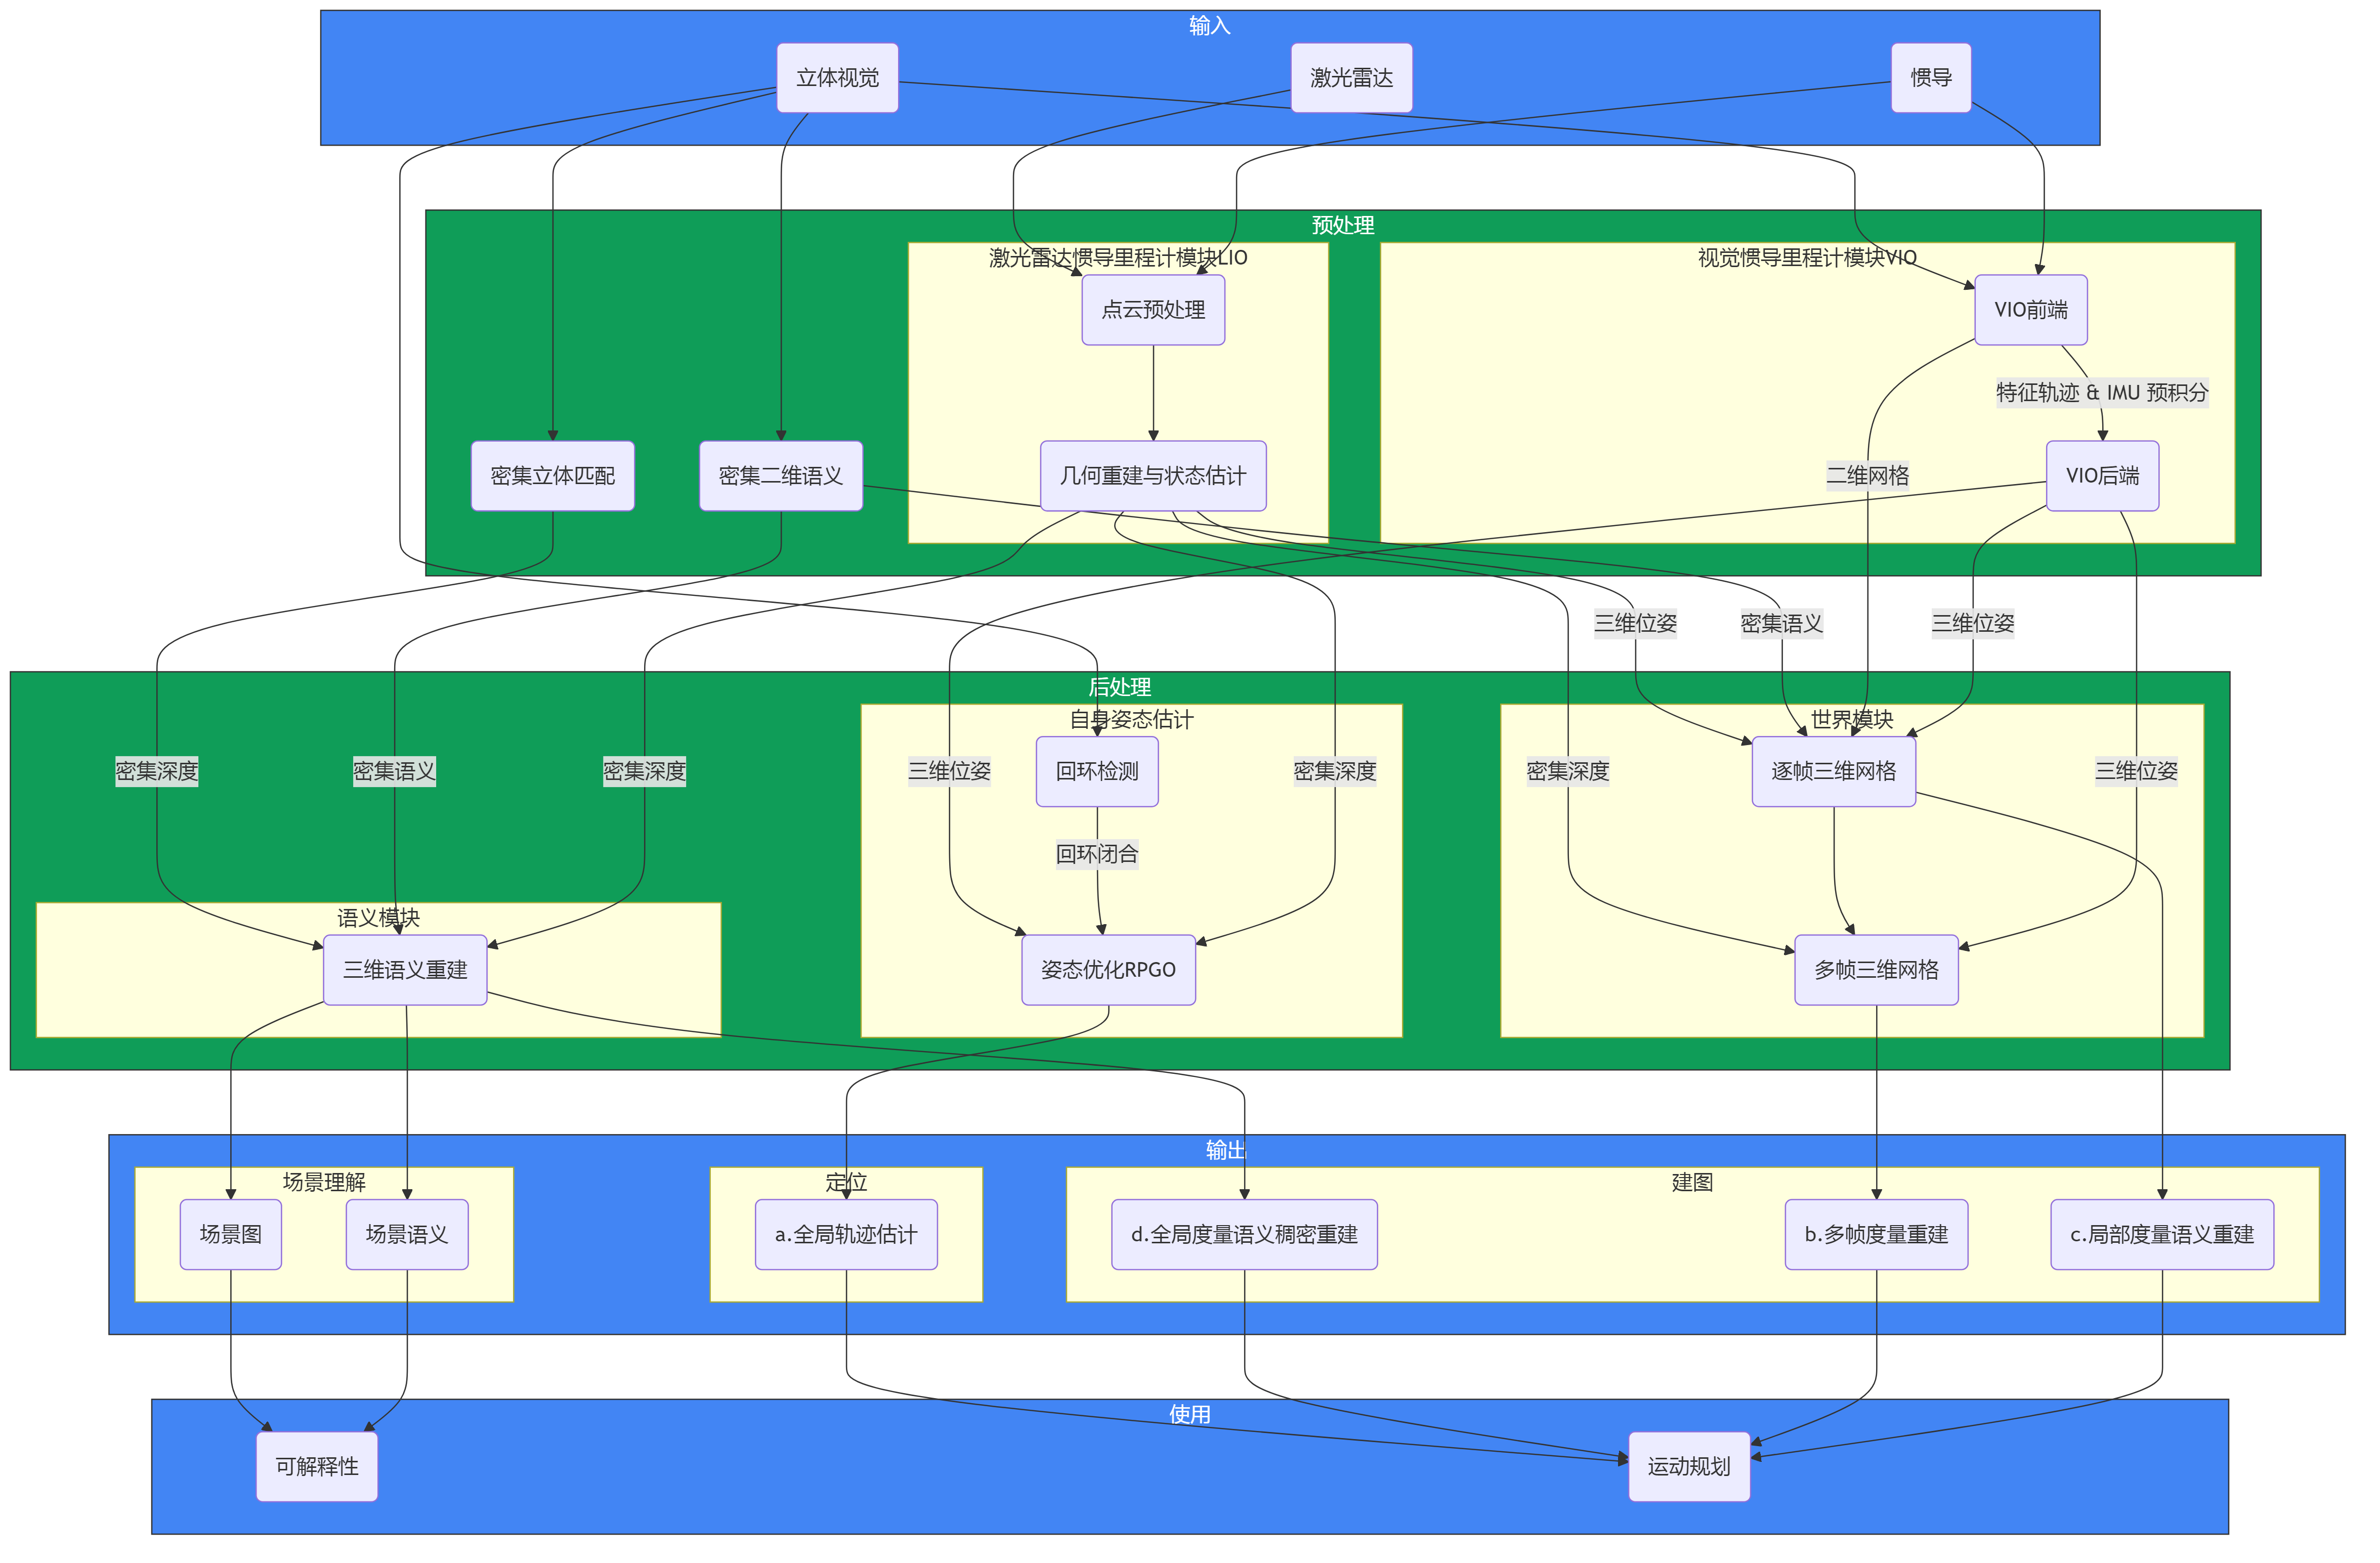 输入
立体视觉
激光雷达
惯导
预处理
激光雷达惯导里程计模块LIO
视觉惯导里程计模块VIO
点云预处理
VIO前端
特征轨迹 & IMU 预积分
密集立体匹配
密集二维语义
几何重建与状态估计
二维网格
VIO后端
三维位姿
密集语义
三维位姿
后处理
自身姿态估计
世界模块
密集深度
密集语义
密集深度
三维位姿
回环检测
密集深度
密集深度
逐帧三维网格
三维位姿
回环闭合
语义模块
三维语义重建
姿态优化RPGO
多帧三维网格
输出
场景理解
定位
建图
场景图
场景语义
a.全局轨迹估计
d.全局度量语义稠密重建
b.多帧度量重建
c.局部度量语义重建
使用
可解释性
运动规划